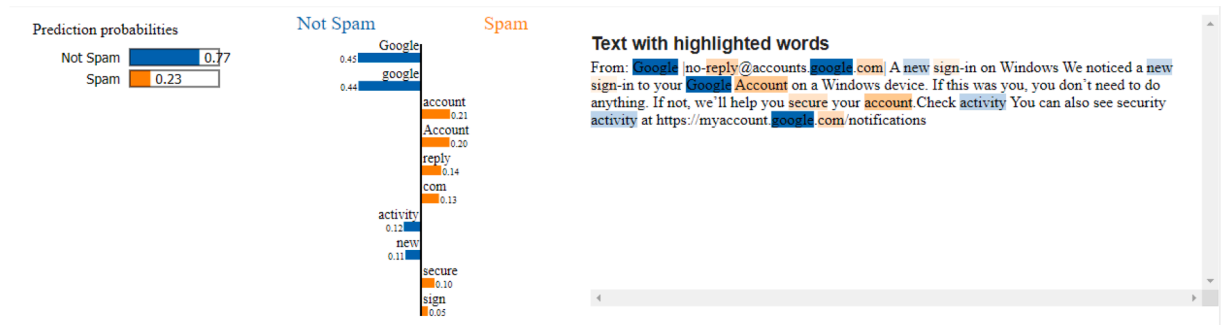 Prediction probabilities
Not Spam 0.77
Spam 0.23
Not Spam Spam
Google
0.45
google
0.44
account
0.21
Account
0.20
reply
0.14
com
0.13
activity
0.12
new
0.11
secure
0.10
sign
0.05
Text with highlighted words
From: Google |no-reply@accounts.google.com| A new sign-in on Windows We noticed a new
sign-in to your Google Account on a Windows device. If this was you, you don’t need to do
anything. If not, we’ll help you secure your account.Check activity You can also see security
activity at https://myaccount.google.com/notifications